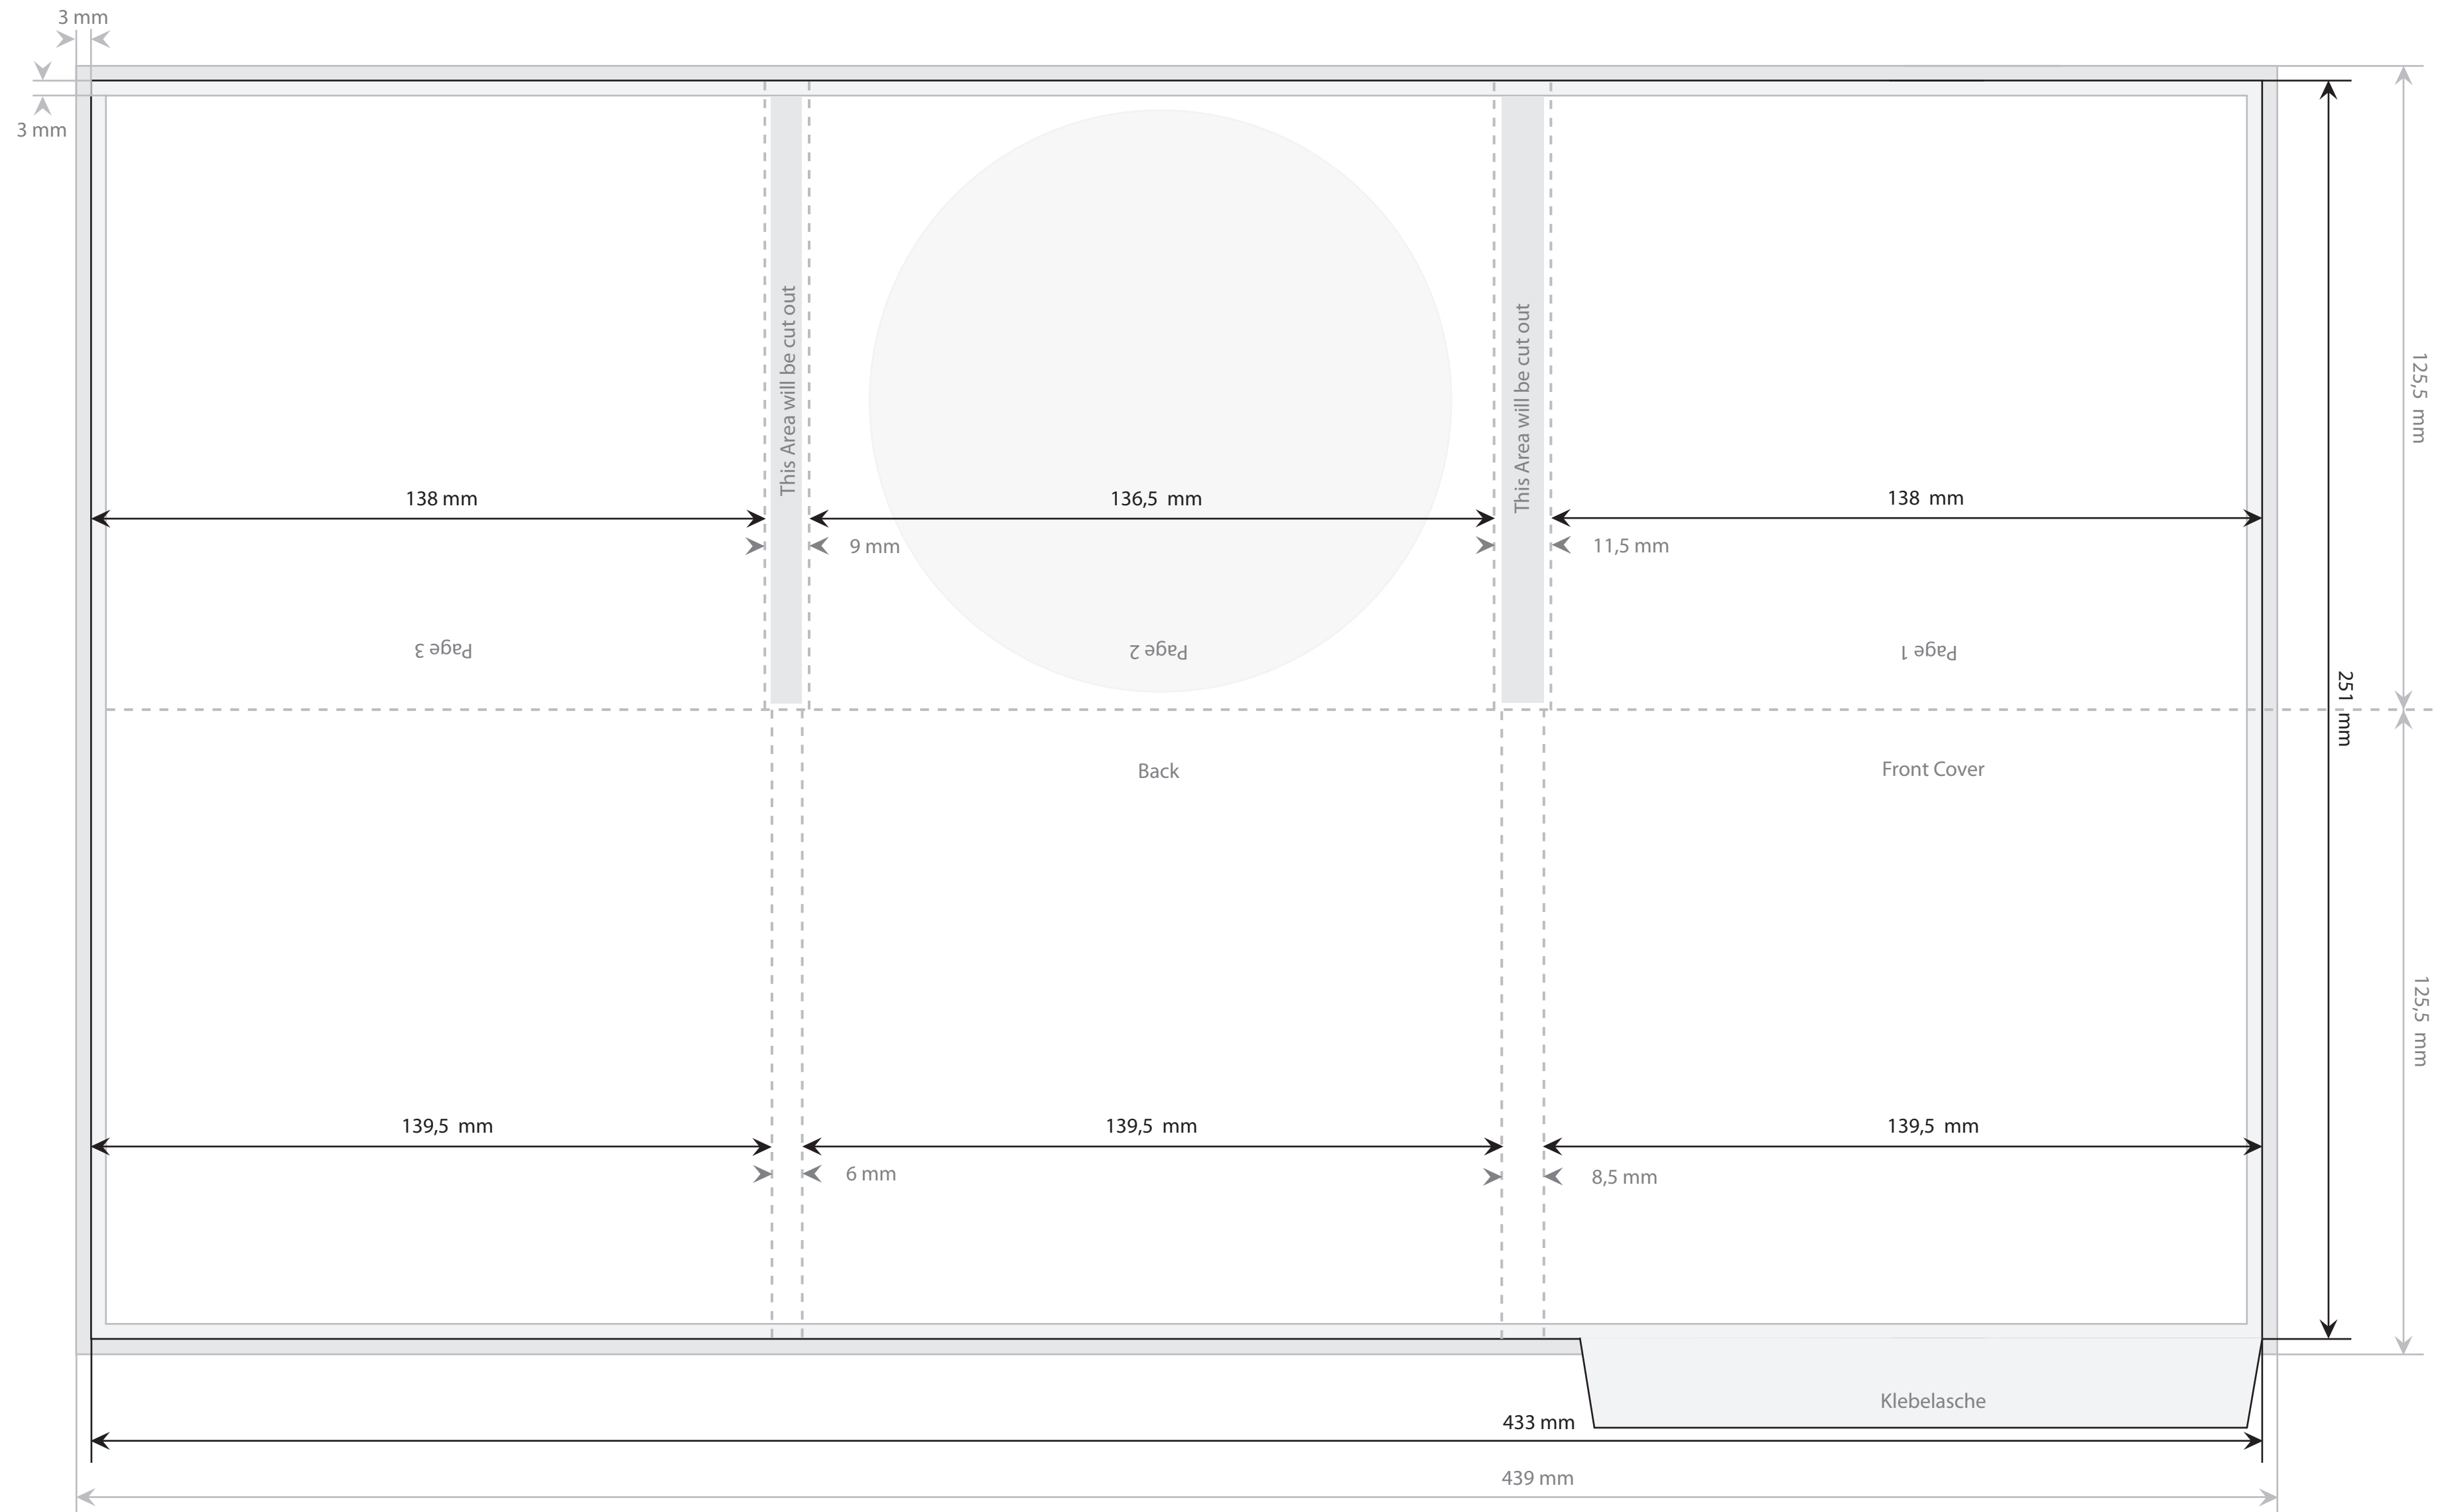 3 mm
3 mm
This Area will be cut out
This Area will be cut out
125,5  mm
138 mm
136,5  mm
138  mm
9 mm
11,5 mm
Page 3
Page 2
Page 1
251 mm
Back
Front Cover
125,5  mm
139,5  mm
139,5  mm
139,5  mm
6 mm
8,5 mm
Klebelasche
433 mm
439 mm